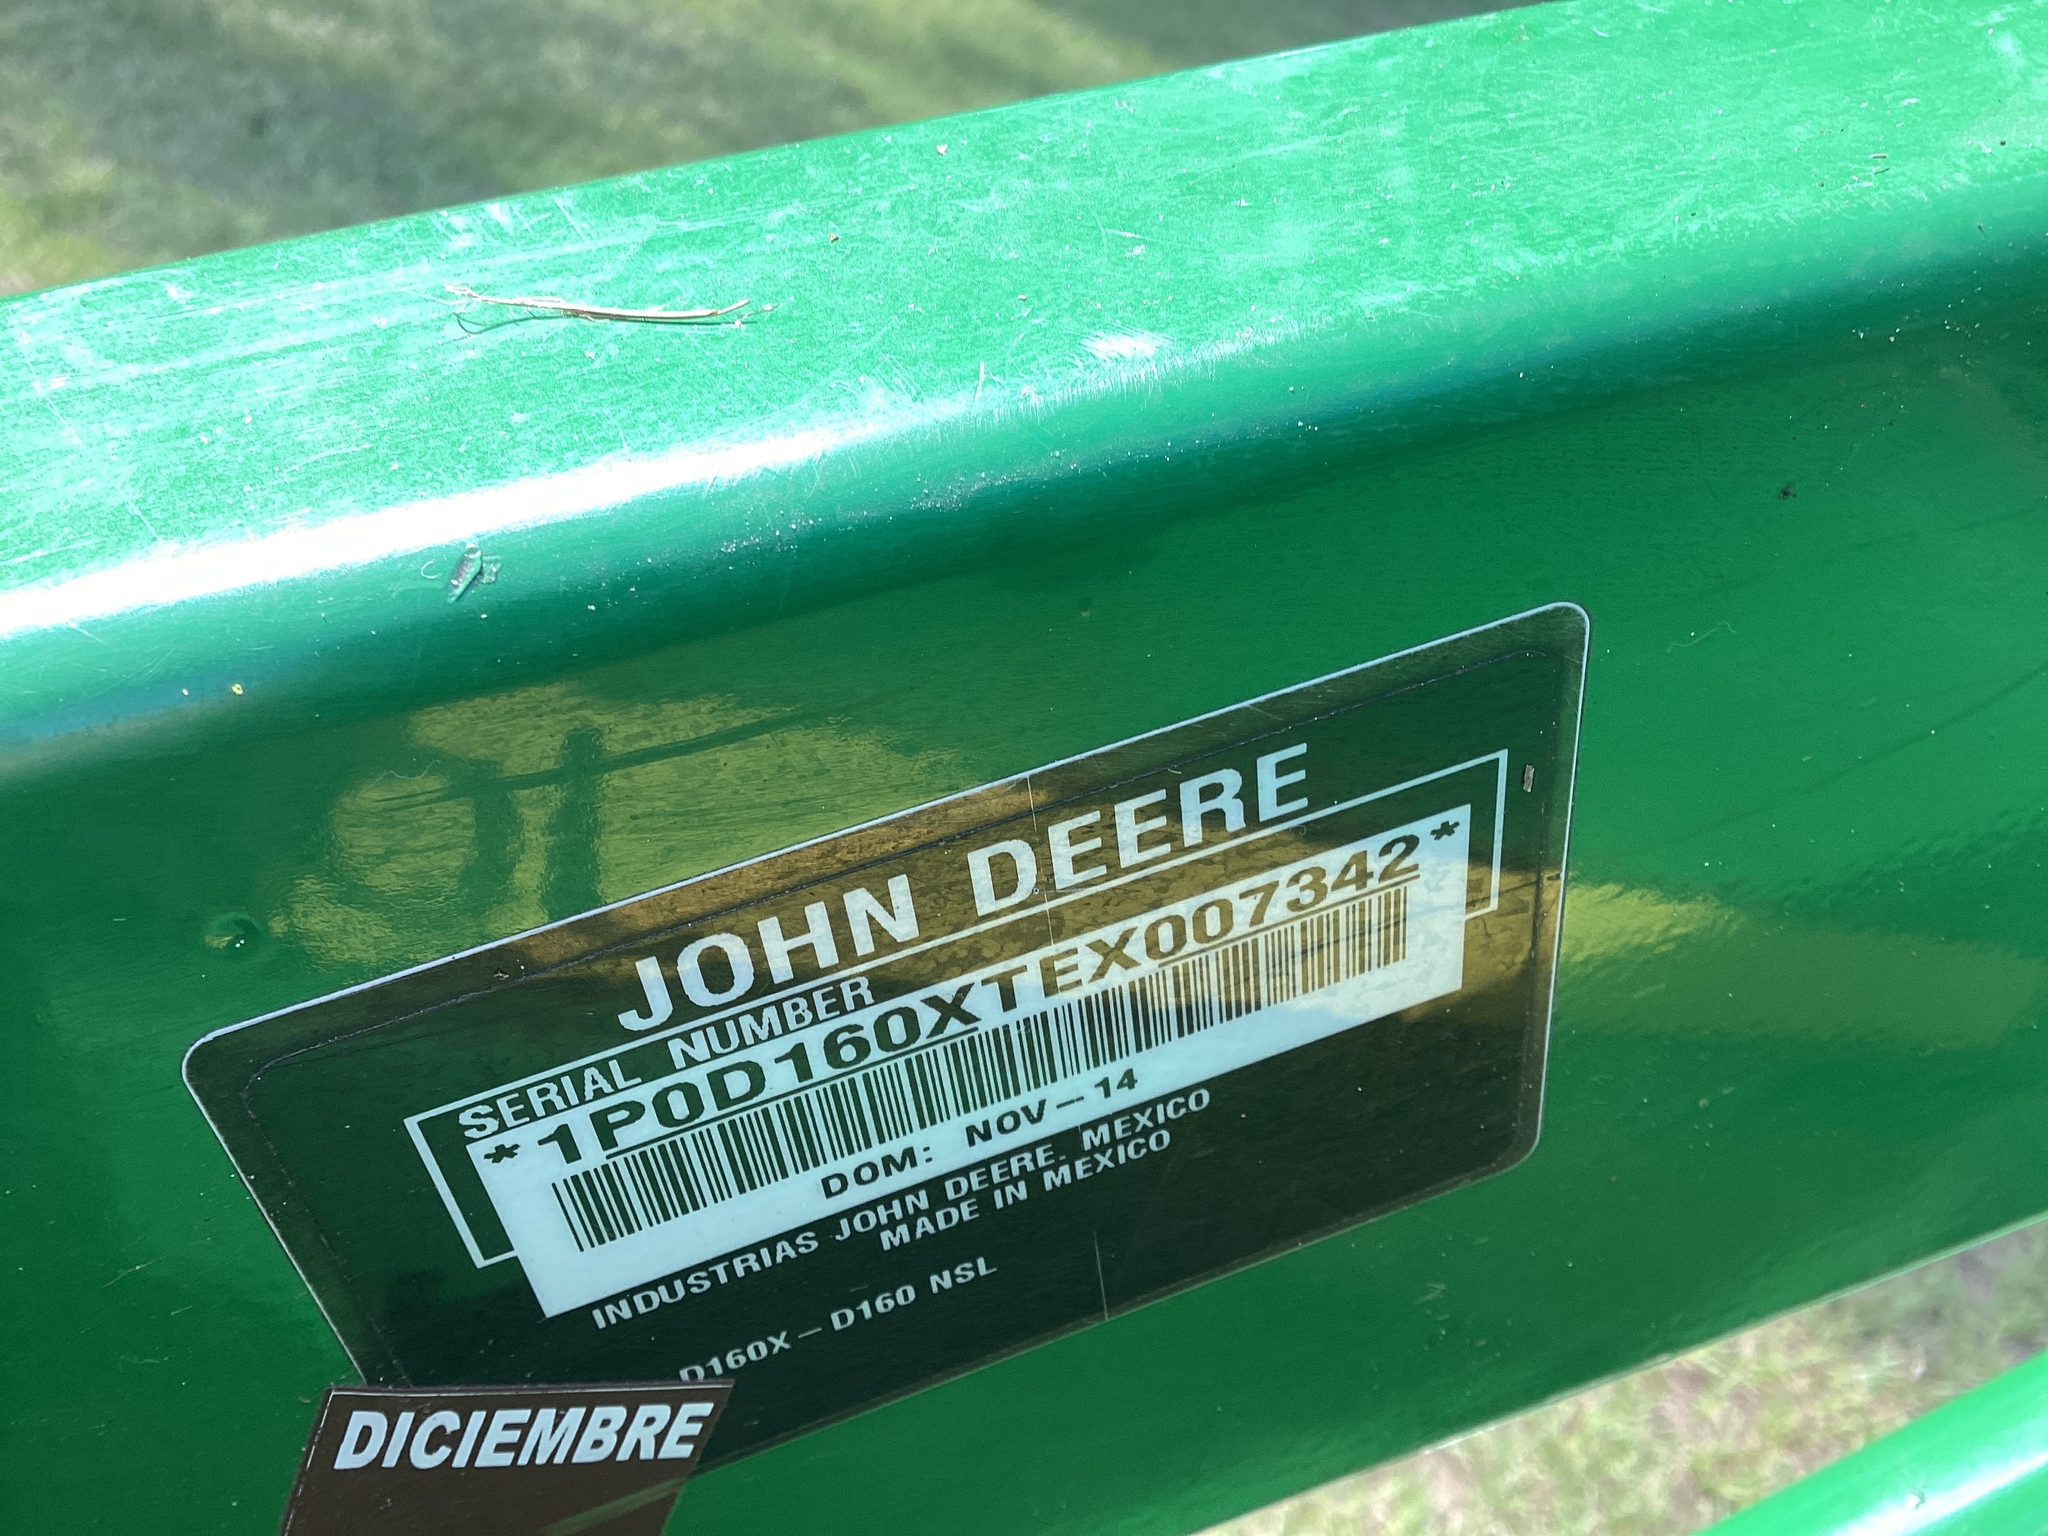 JOHN DEERE
SERIAL NUMBER
*1P0D160XTEX007342*
DOM: NOV-14
INDUSTRIAS JOHN DEERE. MEXICO
MADE IN MEXICO
D160X-D160 NSL
DICIEMBRE